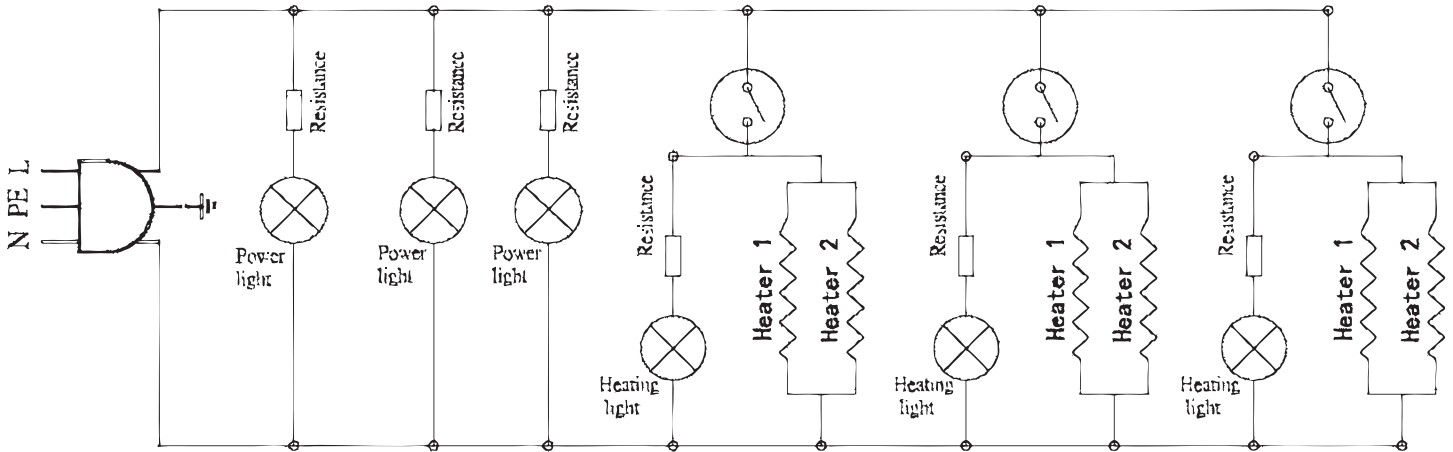 N PE L
Resistance
Power
light
Resistance
Power
light
Resistance
Power
light
Resistance
Heating
light
Heater 1
Heater 2
Resistance
Heating
light
Heater 1
Heater 2
Resistance
Heating
light
Heater 1
Heater 2